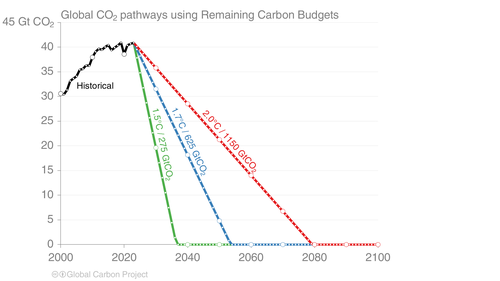 Global CO₂ pathways using Remaining Carbon Budgets
45 Gt CO₂
40
35
30
25
20
15
10
5
0
Historical
1.5°C / 275 GtCO₂
1.7°C / 625 GtCO₂
2.0°C / 1150 GtCO₂
2000
2020
2040
2060
2080
2100
Global Carbon Project